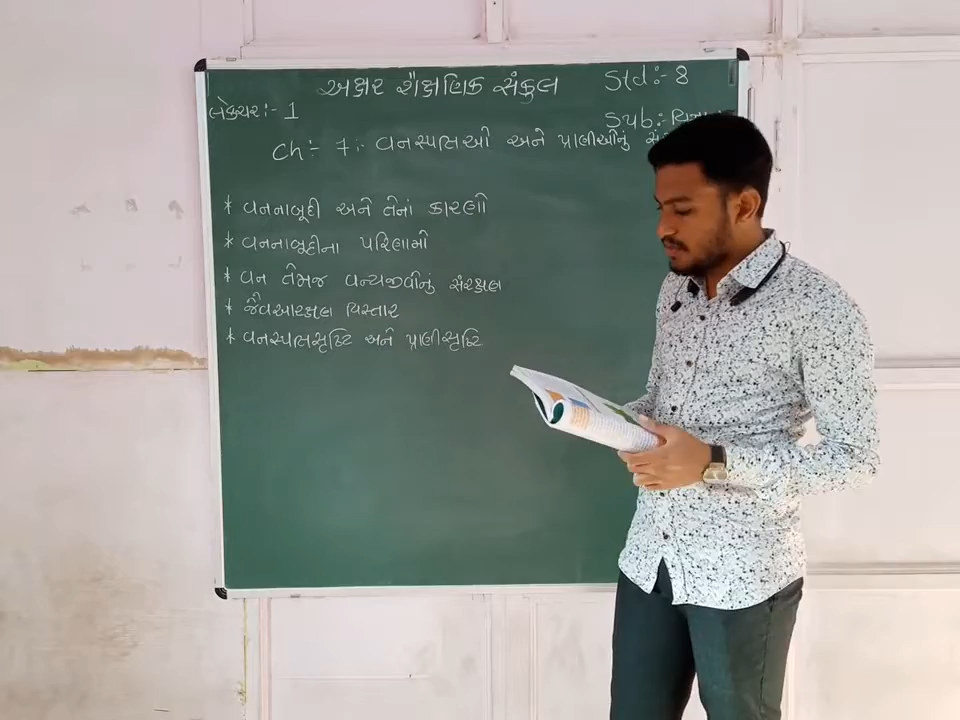 અક્ષર શૈક્ષણિક સંકુલ
Std:- 8
લેક્ચર:- 1
Sub:-
Ch:- 7:- વનસ્પતિઓ અને પ્રાણીઓનું
* વનનાબૂદી અને તેનાં કારણો
* વનનાબૂદીના પરિણામો
* વન તેમજ વન્યજીવોનું સંરક્ષણ
* જૈવઆરક્ષણ વિસ્તાર
* વનસ્પતિસૃષ્ટિ અને પ્રાણીસૃષ્ટિ